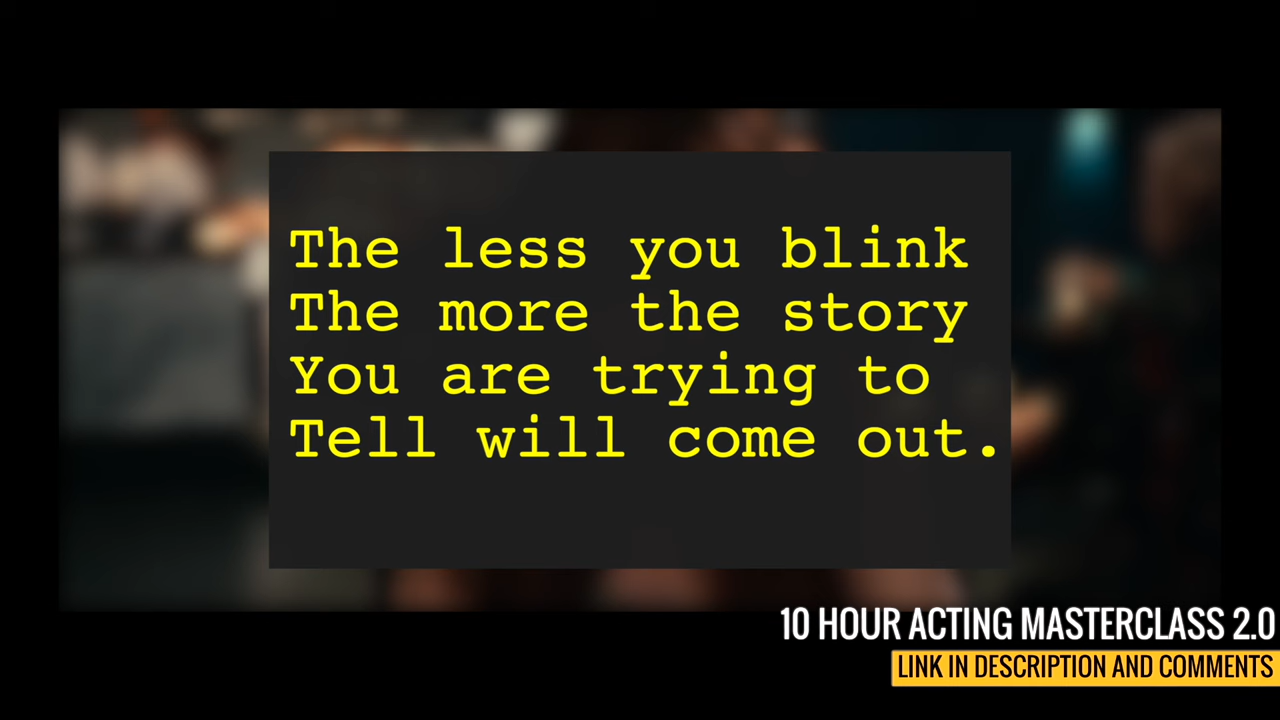 The less you blink
The more the story
You are trying to
Tell will come out.
10 HOUR ACTING MASTERCLASS 2.0
LINK IN DESCRIPTION AND COMMENTS